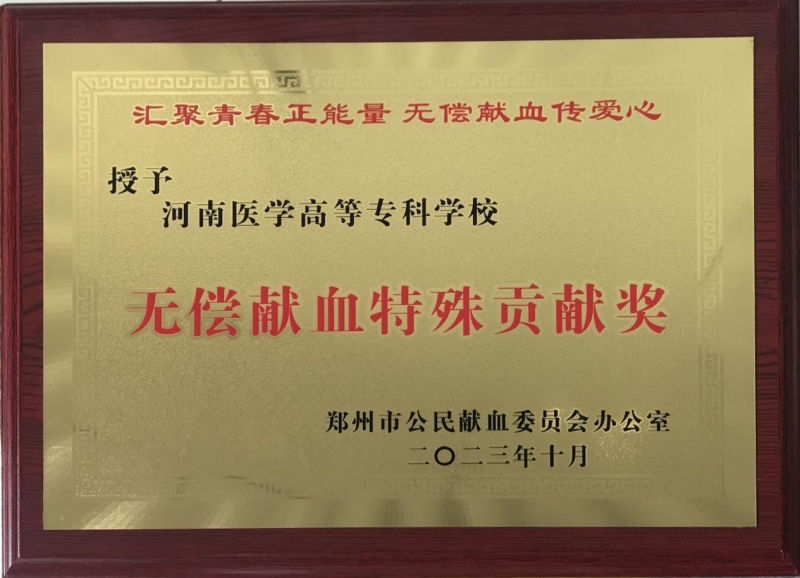 汇聚青春正能量 无偿献血传爱心
授予
河南医学高等专科学校
无偿献血特殊贡献奖
郑州市公民献血委员会办公室
二〇二三年十月